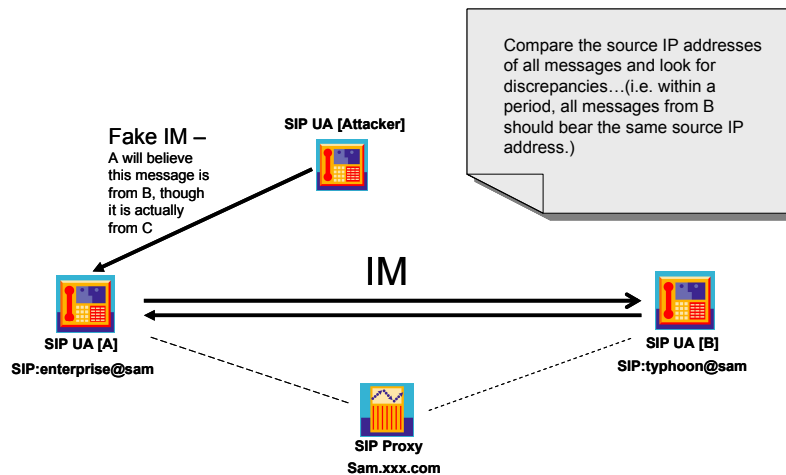 Compare the source IP addresses
of all messages and look for
discrepancies…(i.e. within a
period, all messages from B
should bear the same source IP
address.)
SIP UA [Attacker]
Fake IM –
A will believe
this message is
from B, though
it is actually
from C
IM
SIP UA [A]
SIP:enterprise@sam
SIP UA [B]
SIP:typhoon@sam
SIP Proxy
Sam.xxx.com